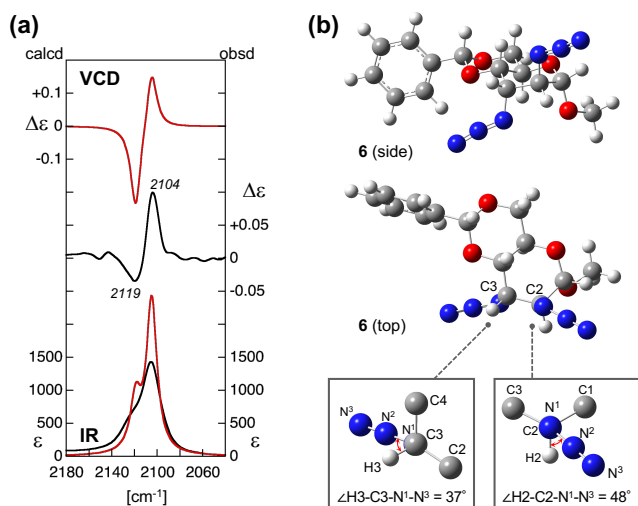 (a)
calcd
obsd
VCD
+0.1
Δε 0
-0.1
2104
Δε
+0.05
0
-0.05
2119
1500
1500
1000
1000
500
500
ε
IR
ε
2180
2140
2100
2060
[cm⁻¹]
(b)
6 (side)
C3
C2
6 (top)
C4
N³
N²
N¹
C3
H3
C2
∠H3-C3-N¹-N³ = 37°
C3
N¹
C1
C2
N²
H2
N³
∠H2-C2-N¹-N³ = 48°